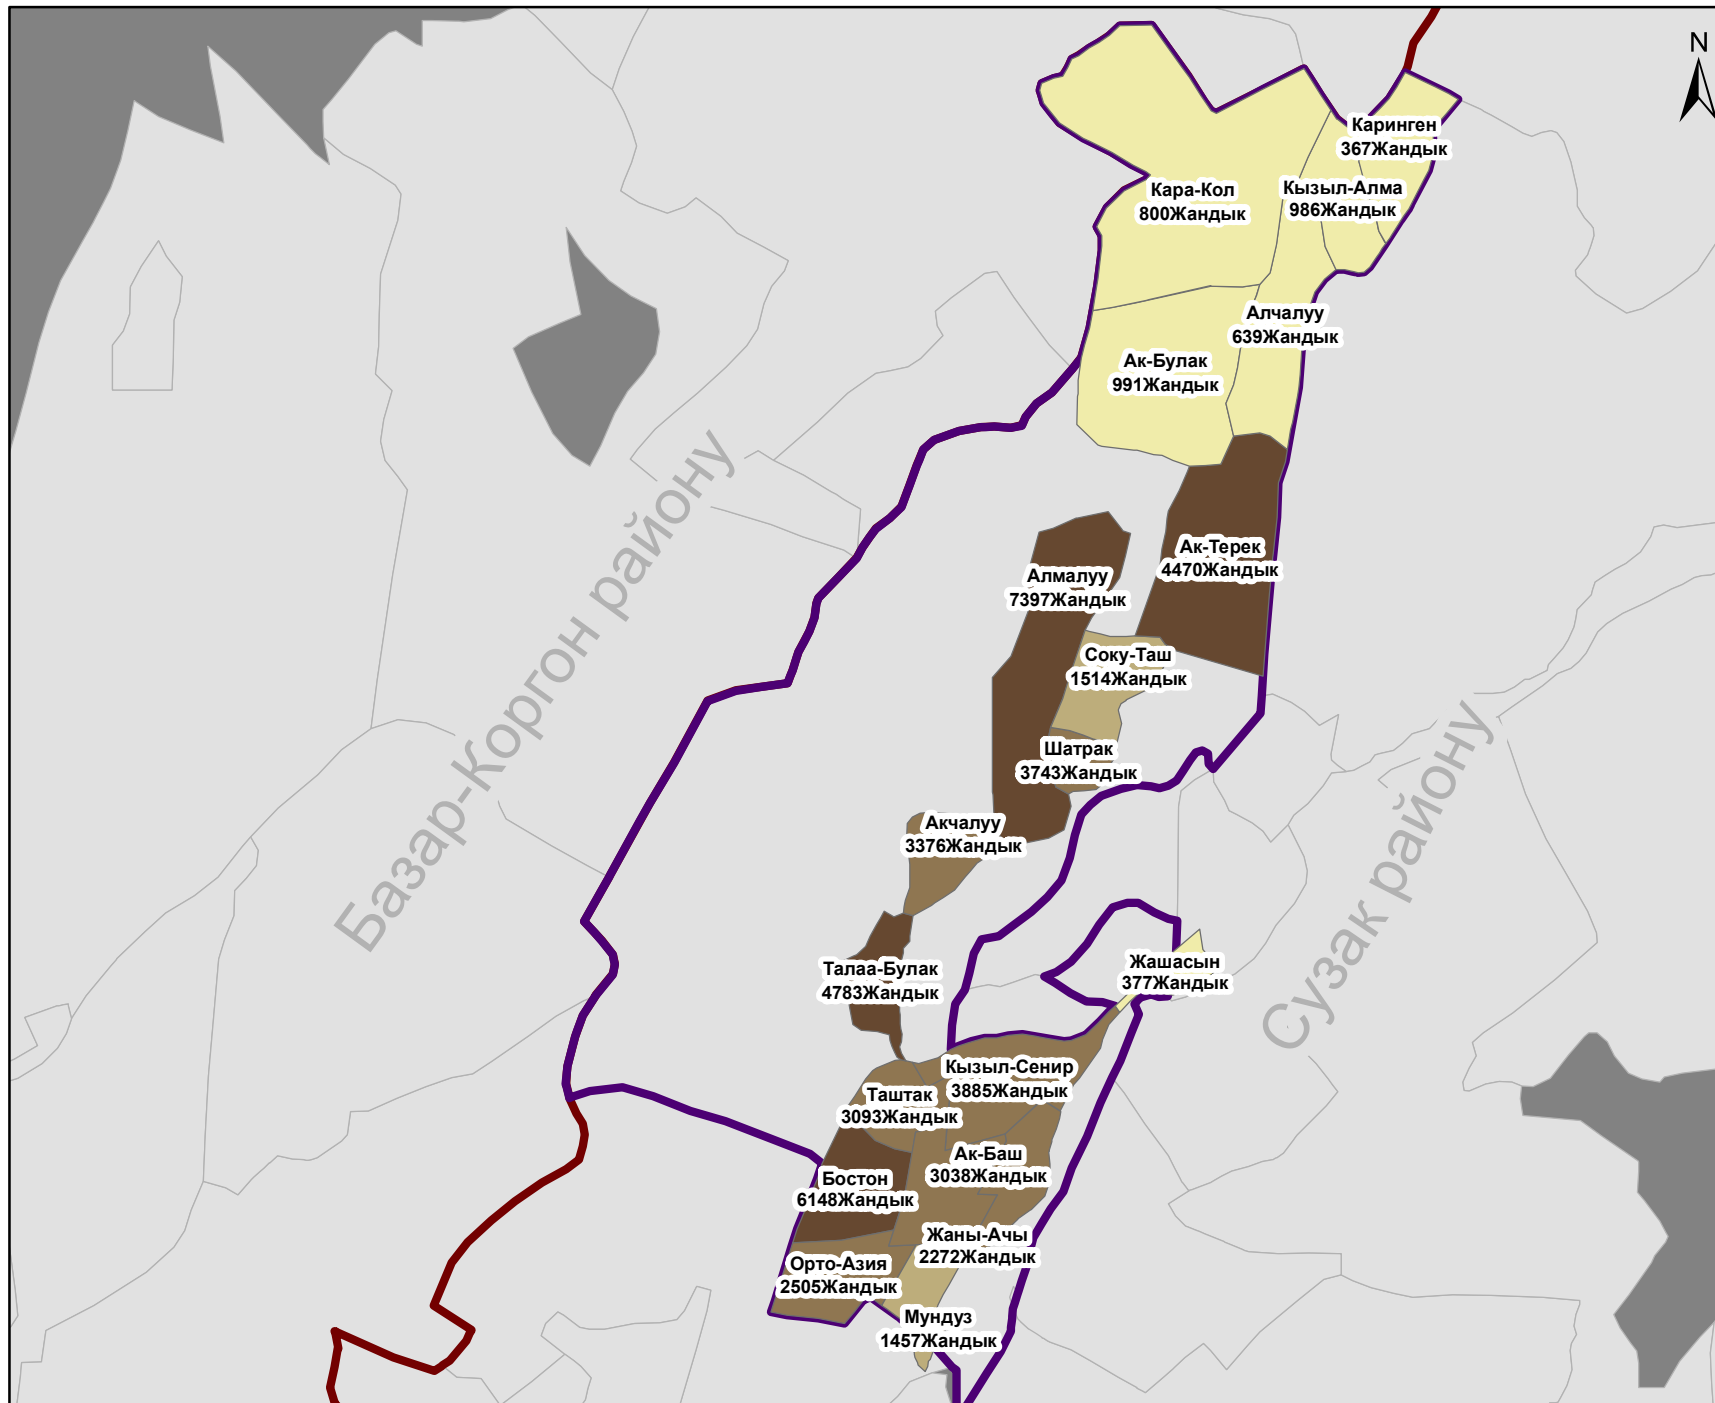 N
Каринген
367Жандык
Кара-Кол
800Жандык
Кызыл-Алма
986Жандык
Алчалуу
639Жандык
Ак-Булак
991Жандык
Базар-Коргон району
Ак-Терек
4470Жандык
Алмалуу
7397Жандык
Соку-Таш
1514Жандык
Шатрак
3743Жандык
Акчалуу
3376Жандык
Сузак району
Талаа-Булак
4783Жандык
Жашасын
377Жандык
Кызыл-Сенир
3885Жандык
Таштак
3093Жандык
Ак-Баш
3038Жандык
Бостон
6148Жандык
Жаны-Ачы
2272Жандык
Орто-Азия
2505Жандык
Мундуз
1457Жандык